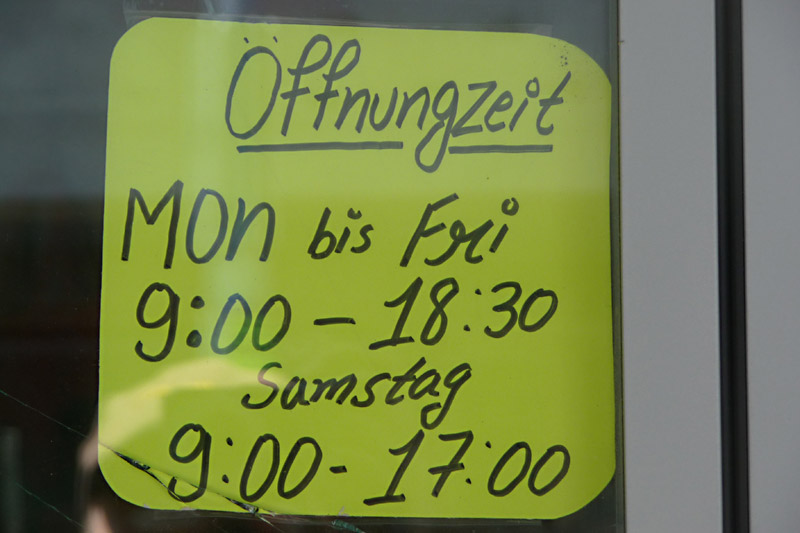 Öffnungzeit
Mon bis Fri
9:00 - 18:30
Samstag
9:00 - 17:00